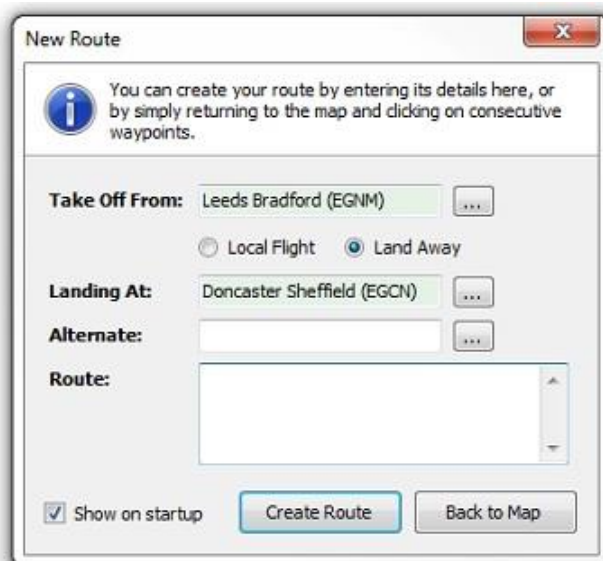 New Route
You can create your route by entering its details here, or
by simply returning to the map and clicking on consecutive
waypoints.
Take Off From: Leeds Bradford (EGNM) ...
Local Flight Land Away
Landing At: Doncaster Sheffield (EGCN) ...
Alternate: ...
Route:
Show on startup Create Route Back to Map